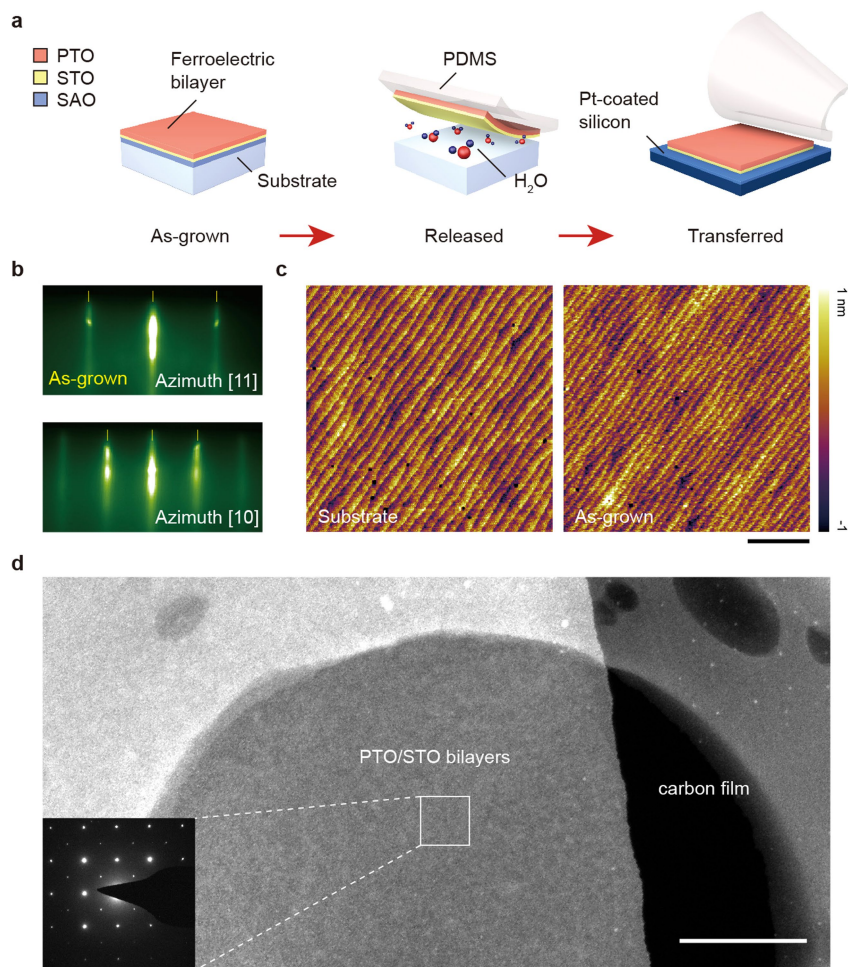 a
PTO
STO
SAO
Ferroelectric
bilayer
Substrate
PDMS
H₂O
Pt-coated
silicon
As-grown
Released
Transferred
b
As-grown
Azimuth [11]
Azimuth [10]
c
Substrate
As-grown
1 nm
-1
d
PTO/STO bilayers
carbon film